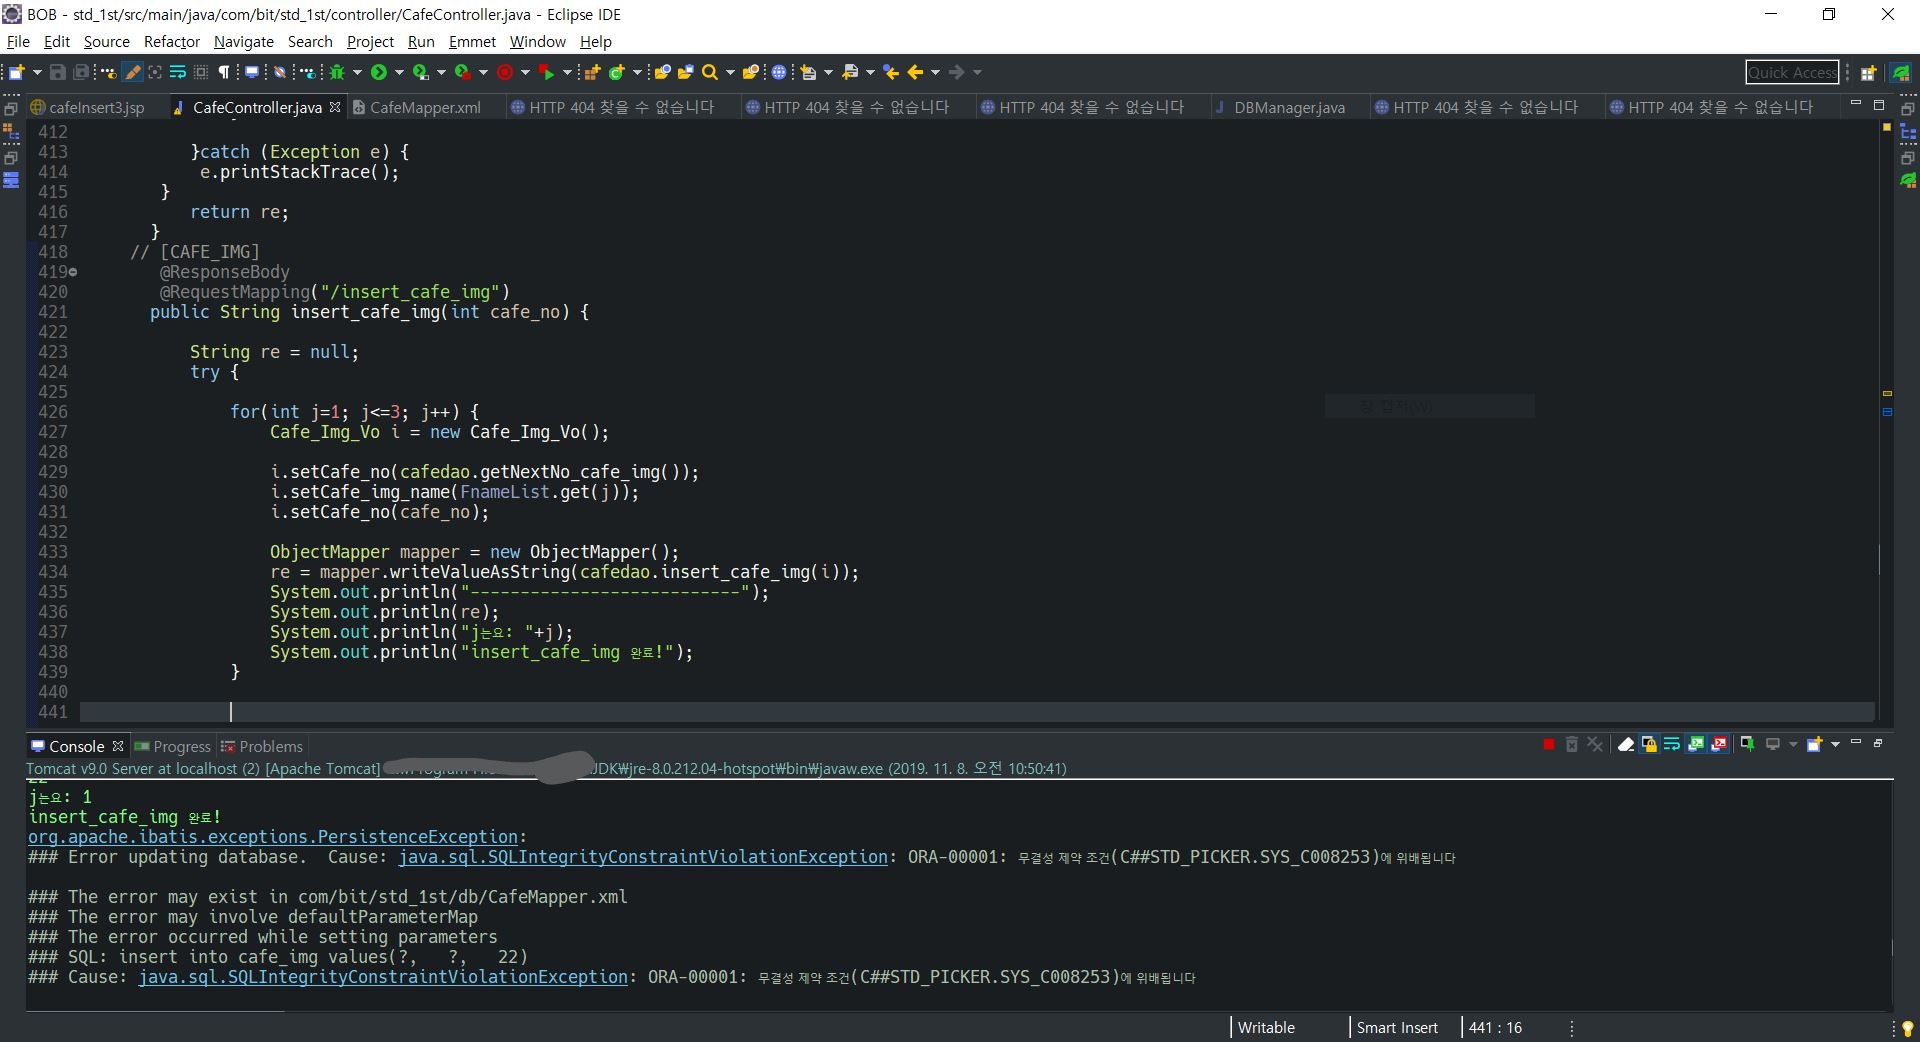 BOB - std_1st/src/main/java/com/bit/std_1st/controller/CafeController.java - Eclipse IDE
File Edit Source Refactor Navigate Search Project Run Emmet Window Help
Quick Access
cafeInsert3.jsp CafeController.java CafeMapper.xml HTTP 404 찾을 수 없습니다 HTTP 404 찾을 수 없습니다 HTTP 404 찾을 수 없습니다 DBManager.java HTTP 404 찾을 수 없습니다 HTTP 404 찾을 수 없습니다
412
413 }catch (Exception e) {
414 e.printStackTrace();
415 }
416 return re;
417 }
418 // [CAFE_IMG]
419 @ResponseBody
420 @RequestMapping("/insert_cafe_img")
421 public String insert_cafe_img(int cafe_no) {
422
423 String re = null;
424 try {
425
426 for(int j=1; j<=3; j++) {
427 Cafe_Img_Vo i = new Cafe_Img_Vo();
428
429 i.setCafe_no(cafedao.getNextNo_cafe_img());
430 i.setCafe_img_name(FnameList.get(j));
431 i.setCafe_no(cafe_no);
432
433 ObjectMapper mapper = new ObjectMapper();
434 re = mapper.writeValueAsString(cafedao.insert_cafe_img(i));
435 System.out.println("---------------------------");
436 System.out.println(re);
437 System.out.println("j는요: "+j);
438 System.out.println("insert_cafe_img 완료!");
439 }
440
441
Console Progress Problems
Tomcat v9.0 Server at localhost (2) [Apache Tomcat] JDK₩jre-8.0.212.04-hotspot₩bin₩javaw.exe (2019. 11. 8. 오전 10:50:41)
22
j는요: 1
insert_cafe_img 완료!
org.apache.ibatis.exceptions.PersistenceException:
### Error updating database.  Cause: java.sql.SQLIntegrityConstraintViolationException: ORA-00001: 무결성 제약 조건(C##STD_PICKER.SYS_C008253)에 위배됩니다
### The error may exist in com/bit/std_1st/db/CafeMapper.xml
### The error may involve defaultParameterMap
### The error occurred while setting parameters
### SQL: insert into cafe_img values(?,   ?,   22)
### Cause: java.sql.SQLIntegrityConstraintViolationException: ORA-00001: 무결성 제약 조건(C##STD_PICKER.SYS_C008253)에 위배됩니다
Writable Smart Insert 441 : 16